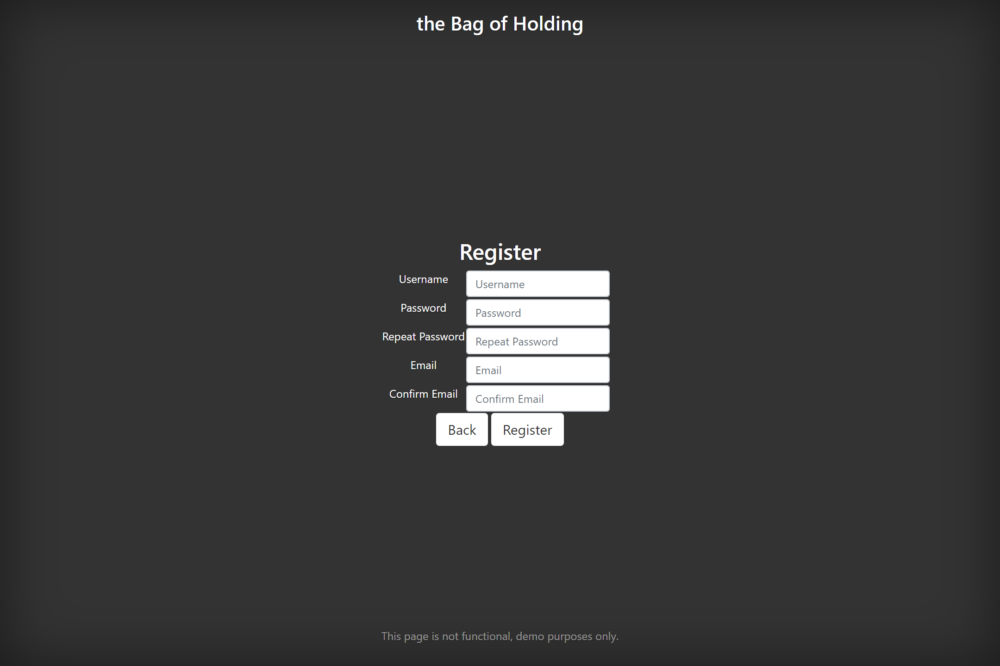 the Bag of Holding
Register
Username Username
Password Password
Repeat Password Repeat Password
Email Email
Confirm Email Confirm Email
Back Register
This page is not functional, demo purposes only.